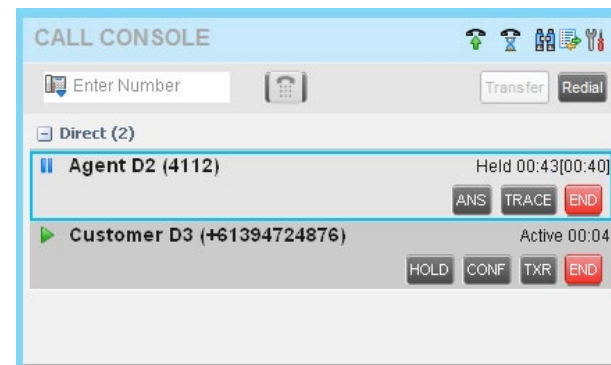 CALL CONSOLE
Enter Number Transfer Redial
Direct (2)
Agent D2 (4112) Held 00:43[00:40]
ANS TRACE END
Customer D3 (+61394724876) Active 00:04
HOLD CONF TXR END